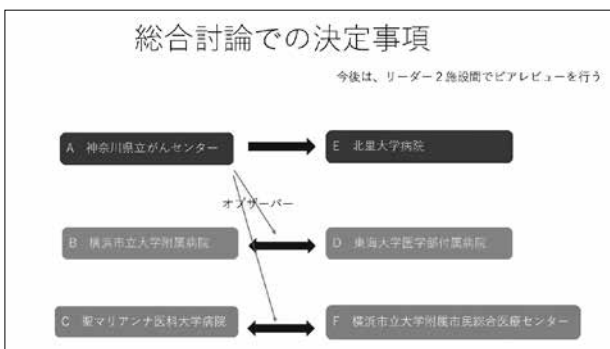 総合討論での決定事項
今後は、リーダー2施設間でピアレビューを行う
A 神奈川県立がんセンター
E 北里大学病院
オブザーバー
B 横浜市立大学附属病院
D 東海大学医学部付属病院
C 聖マリアンナ医科大学病院
F 横浜市立大学附属市民総合医療センター